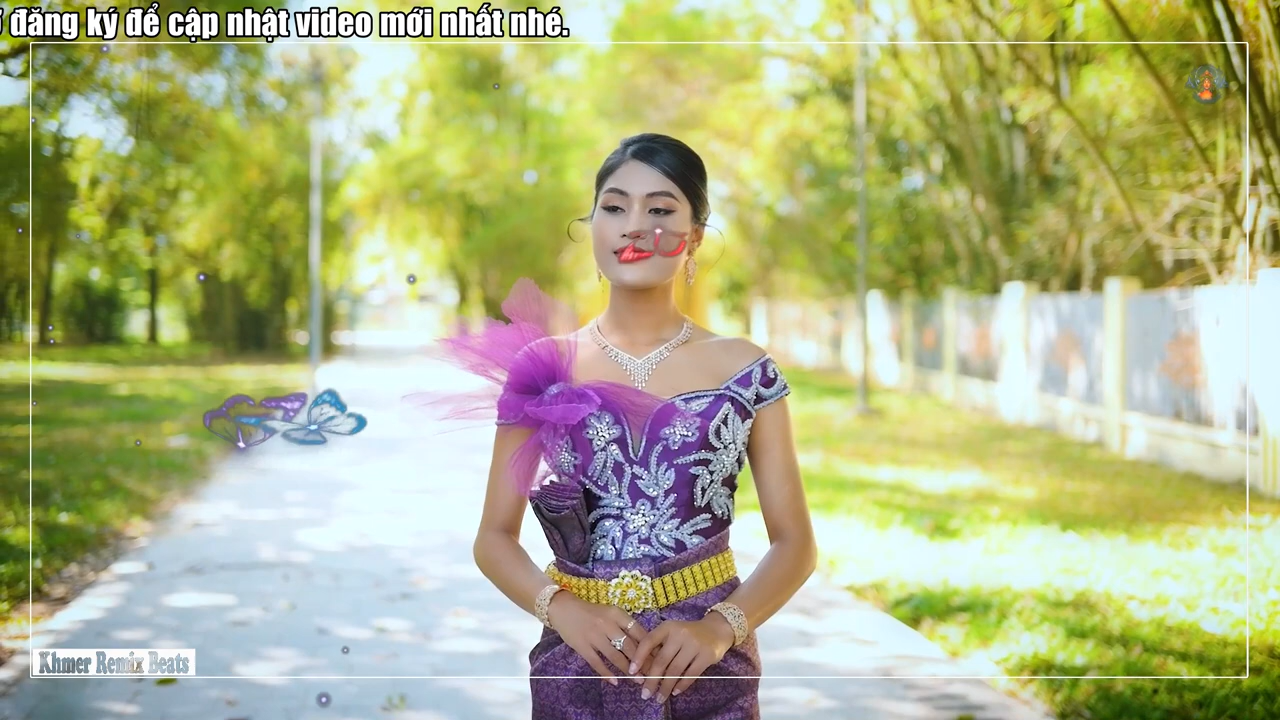 đăng ký để cập nhật video mới nhất nhé.
Khmer Remix Beats